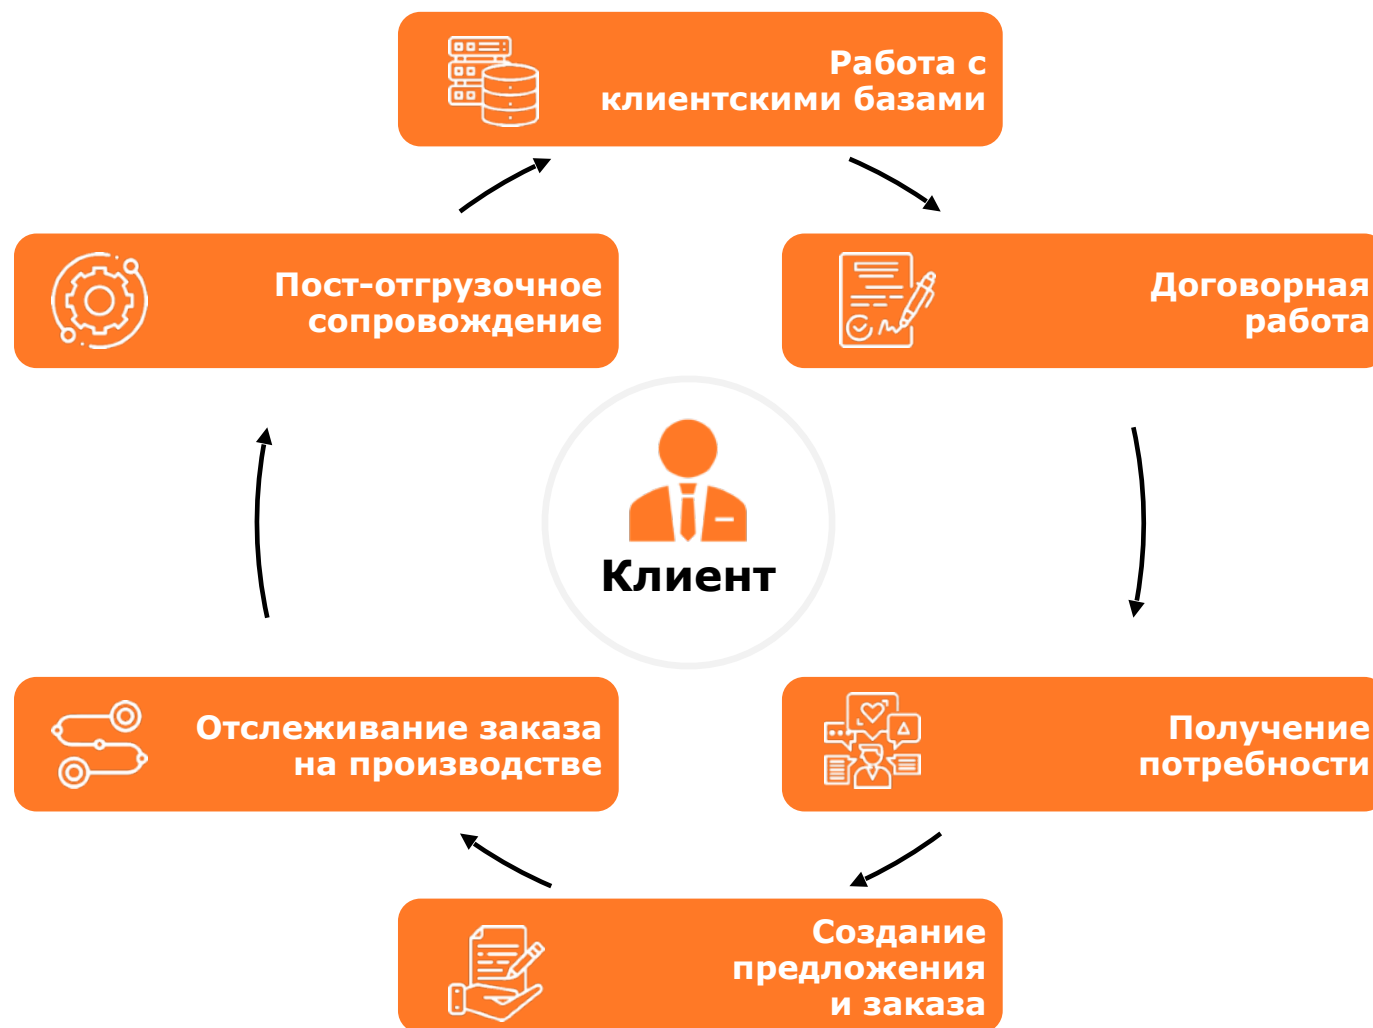 Работа с
клиентскими базами
Пост-отгрузочное
сопровождение
Договорная
работа
Клиент
Отслеживание заказа
на производстве
Получение
потребности
Создание
предложения
и заказа